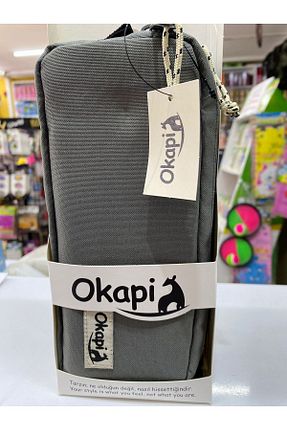 Okapi
Okapi
Okapi
Tarzın; ne olduğun değil, nasıl hissettiğindir.
Your style is what you feel, not what you are.